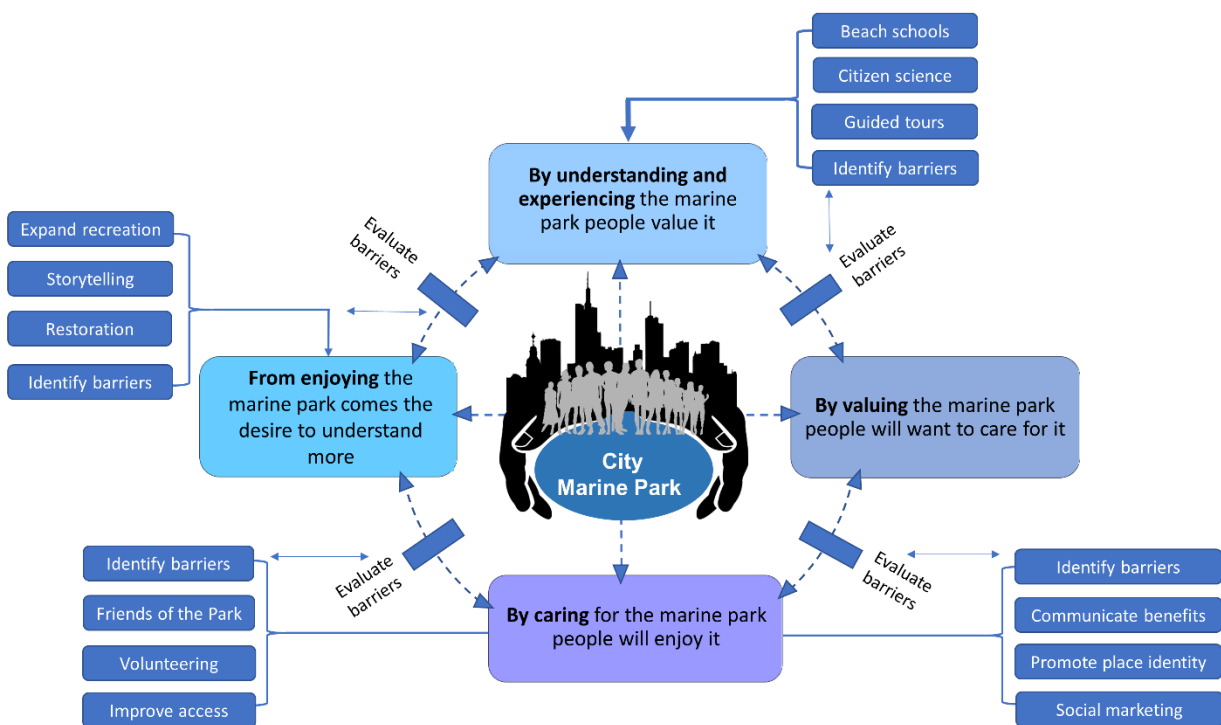 Beach schools
Citizen science
Guided tours
Identify barriers
By understanding and
experiencing the marine
park people value it
Expand recreation
Storytelling
Restoration
Identify barriers
Evaluate
barriers
Evaluate
barriers
From enjoying the
marine park comes the
desire to understand
more
City
Marine Park
By valuing the marine park
people will want to care for it
Identify barriers
Friends of the Park
Volunteering
Improve access
Evaluate
barriers
By caring for the marine park
people will enjoy it
Evaluate
barriers
Identify barriers
Communicate benefits
Promote place identity
Social marketing